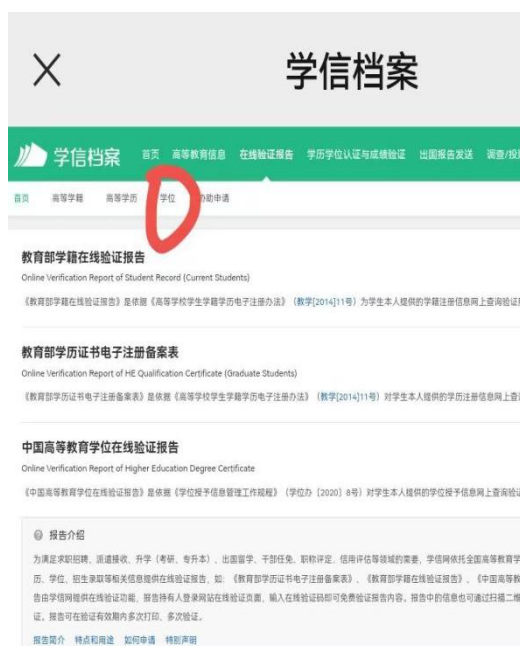 学信档案
学信档案 首页 高等教育信息 在线验证报告 学历学位认证与成绩验证 出国报告发送 调查/投
首页 高等学籍 高等学历 学位 办助申请
教育部学籍在线验证报告
Online Verification Report of Student Record (Current Students)
《教育部学籍在线验证报告》是依据《高等学校学生学籍学历电子注册办法》（教学[2014]11号）为学生本人提供的学籍注册信息网上查询验证
教育部学历证书电子注册备案表
Online Verification Report of HE Qualification Certificate (Graduate Students)
《教育部学历证书电子注册备案表》是依据《高等学校学生学籍学历电子注册办法》（教学[2014]11号）对学生本人提供的学历注册信息网上查
中国高等教育学位在线验证报告
Online Verification Report of Higher Education Degree Certificate
《中国高等教育学位在线验证报告》是依据《学位授予信息管理工作规程》（学位办〔2020〕8号）对学生本人提供的学位授予信息网上查询验
报告介绍
为满足求职招聘、派遣接收、升学（考研、专升本）、出国留学、干部任免、职称评定、信用评估等领域的需要，学信网依托全国高等教育学
历、学位、招生录取等相关信息提供在线验证报告，如：《教育部学历证书电子注册备案表》、《教育部学籍在线验证报告》、《中国高等教
告由学信网提供在线验证功能，报告持有人登录网站在线验证页面，输入在线验证码即可免费验证报告内容。报告中的信息也可通过扫描二维
证。报告可在验证有效期内多次打印、多次验证。
报告简介 特点和用途 如何申请 特别声明